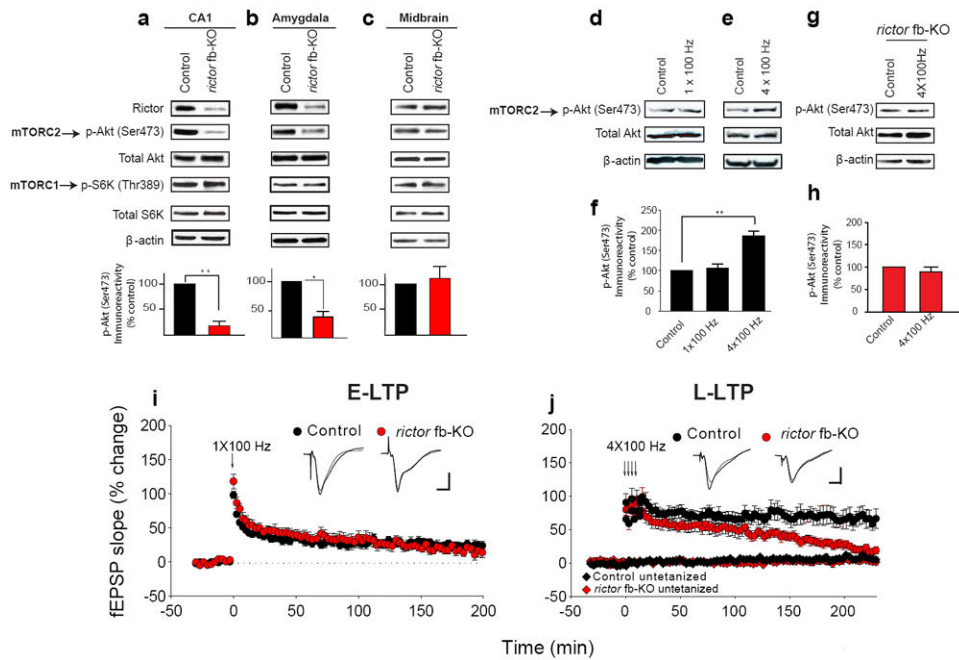 a
CA1
Control
rictor fb-KO
b
Amygdala
Control
rictor fb-KO
c
Midbrain
Control
rictor fb-KO
Rictor
mTORC2 → p-Akt (Ser473)
Total Akt
mTORC1 → p-S6K (Thr389)
Total S6K
β-actin
p-Akt (Ser473)
Immunoreactivity
(% control)
100
50
**
100
50
*
100
50
d
Control
1 x 100 Hz
e
Control
4 x 100 Hz
mTORC2 → p-Akt (Ser473)
Total Akt
β-actin
g
rictor fb-KO
Control
4X100Hz
p-Akt (Ser473)
Total Akt
β-actin
f
p-Akt (Ser473)
Immunoreactivity
(% control)
250
200
150
100
50
0
**
Control
1x100 Hz
4x100 Hz
h
p-Akt (Ser473)
Immunoreactivity
(% control)
200
150
100
50
0
Control
4x100 Hz
i
E-LTP
1X100 Hz
Control
rictor fb-KO
fEPSP slope (% change)
200
150
100
50
0
-50
-50 0 50 100 150 200
j
L-LTP
4X100 Hz
Control
rictor fb-KO
200
150
100
50
0
-50
Control untetanized
rictor fb-KO untetanized
-50 0 50 100 150 200
Time (min)